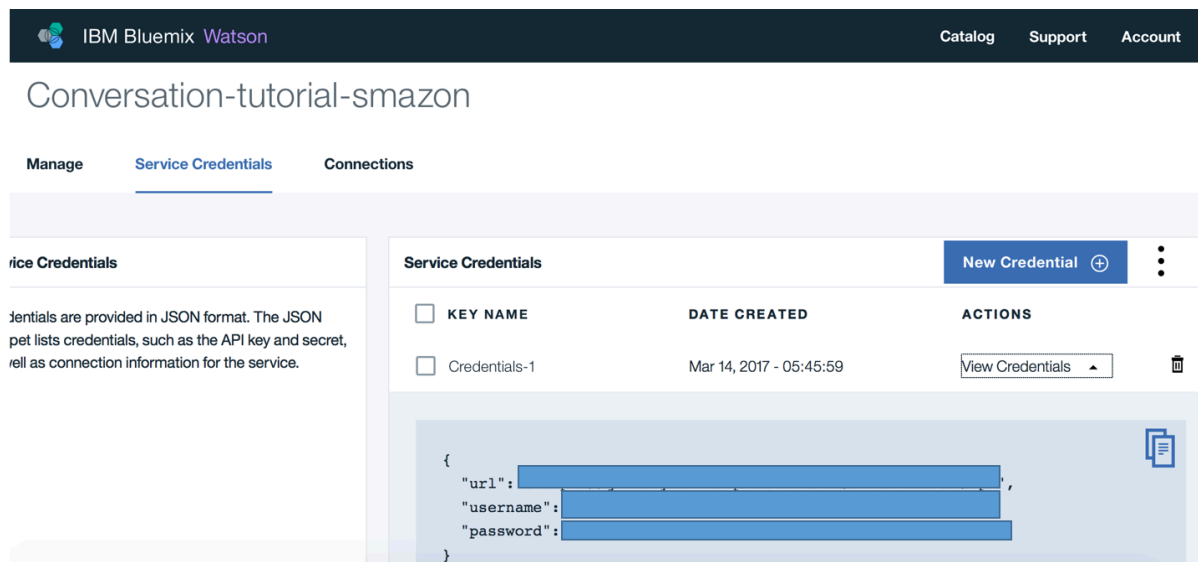 IBM Bluemix Watson
Catalog Support Account
Conversation-tutorial-smazon
Manage Service Credentials Connections
vice Credentials
dentials are provided in JSON format. The JSON
pet lists credentials, such as the API key and secret,
vell as connection information for the service.
Service Credentials
New Credential
KEY NAME DATE CREATED ACTIONS
Credentials-1 Mar 14, 2017 - 05:45:59 View Credentials
{
"url": ",
"username":
"password":
}